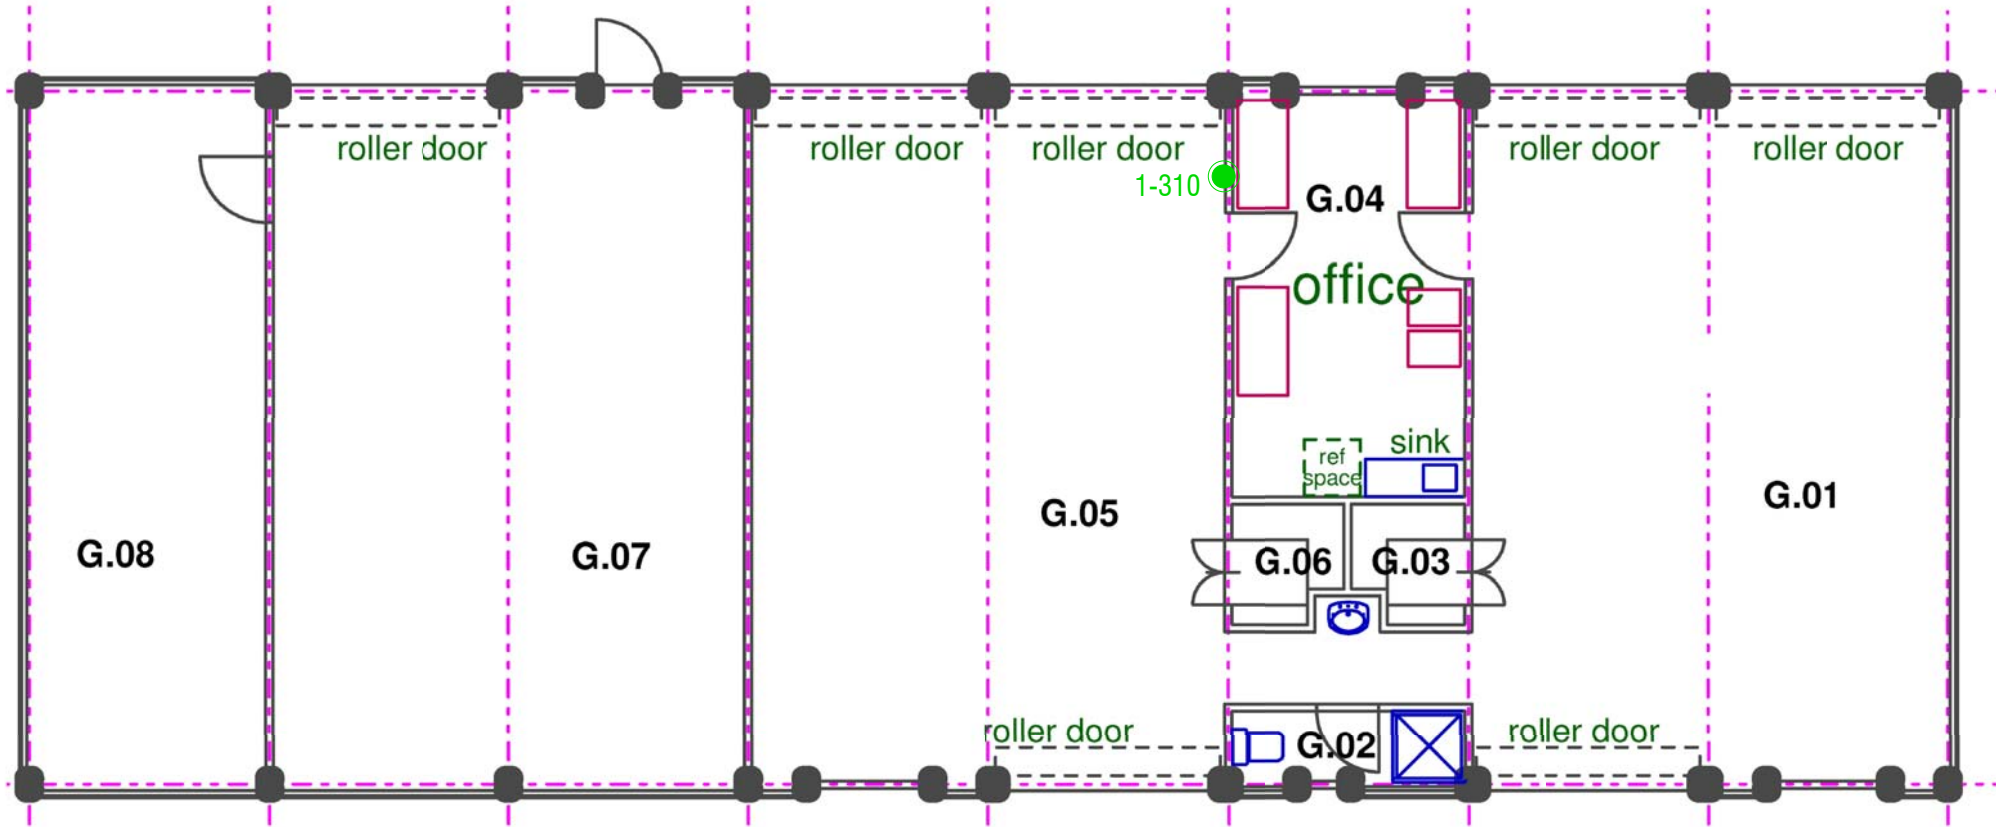 roller door
roller door
roller door
roller door
roller door
1-310
G.04
office
sink
ref
space
G.01
G.05
G.08
G.07
G.06
G.03
roller door
roller door
G.02